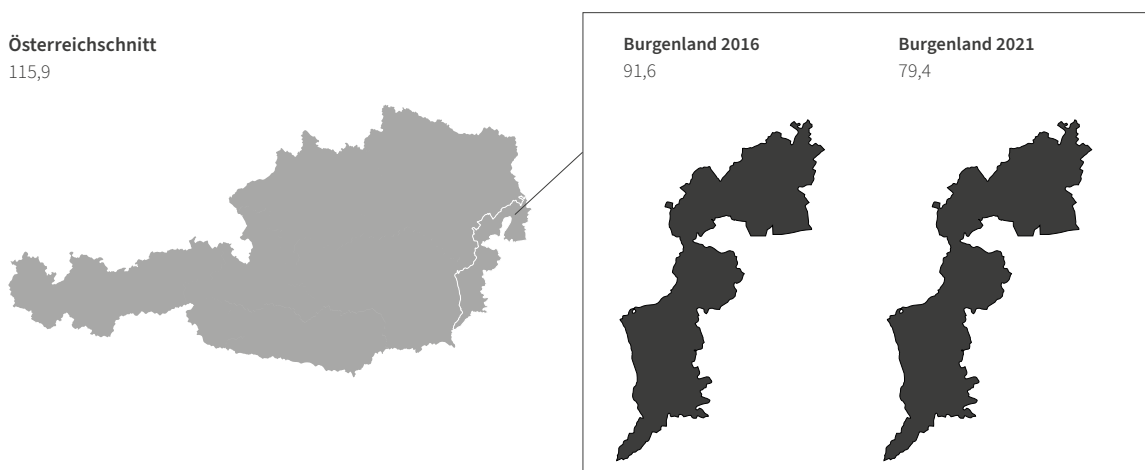 Österreichschnitt
115,9
Burgenland 2016
91,6
Burgenland 2021
79,4